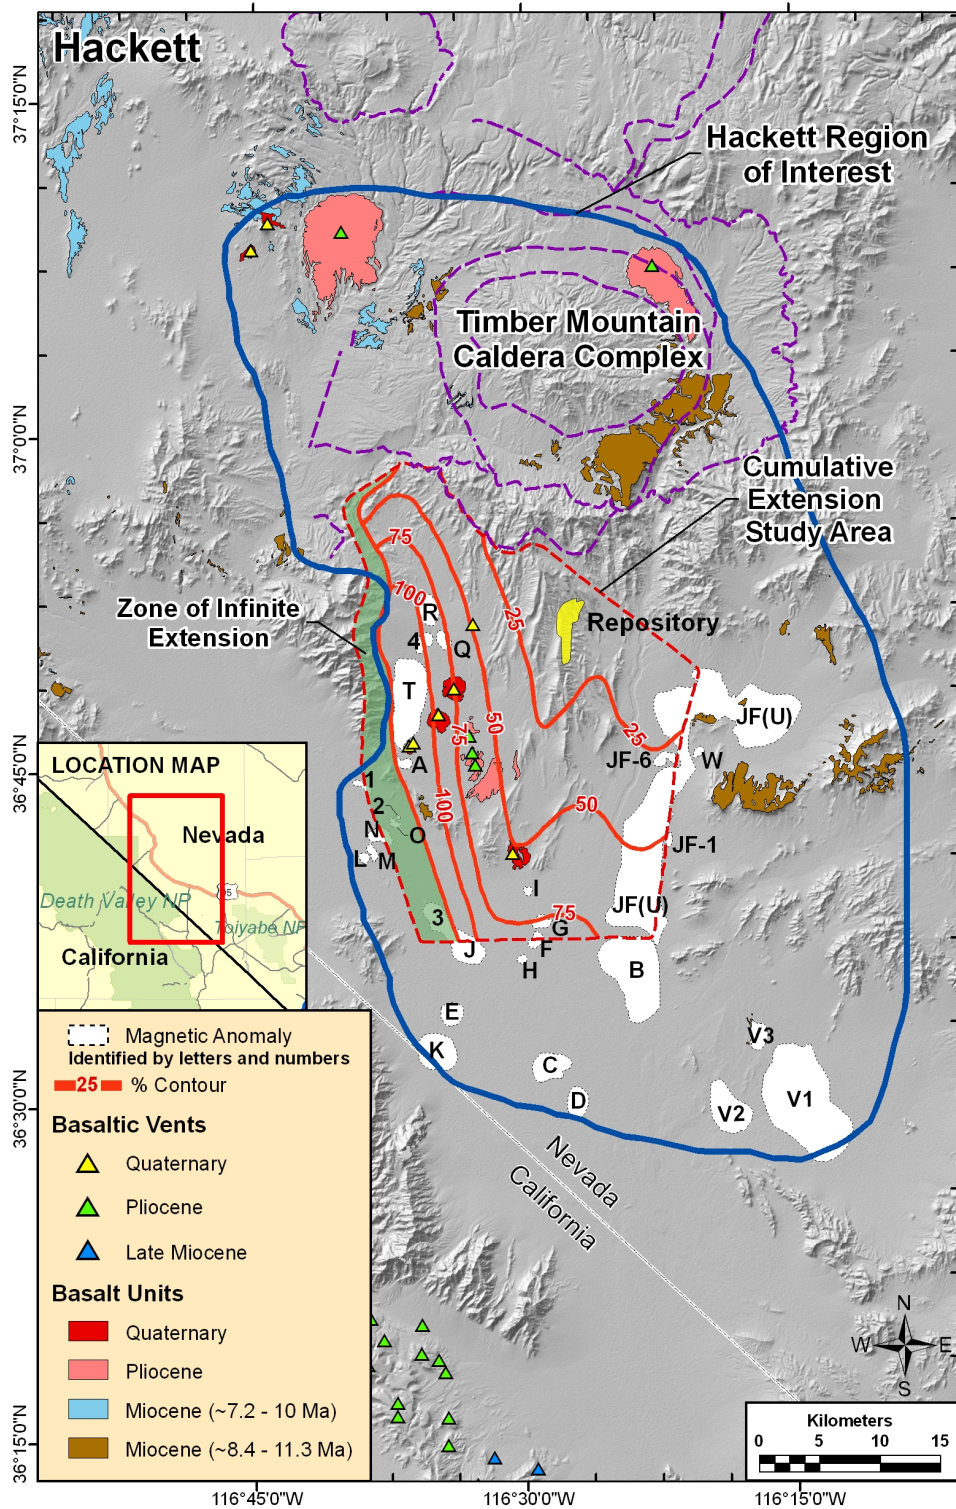 Hackett
37°15'0"N
Hackett Region
of Interest
Timber Mountain
Caldera Complex
37°0'0"N
Cumulative
Extension
Study Area
75
100
Zone of Infinite
Extension
R
25
Repository
4
Q
T
50
75
25
JF(U)
JF-6
W
36°45'0"N
A
1
2
100
50
N
O
L
M
JF-1
I
3
75
JF(U)
G
J
F
H
B
E
K
C
D
V3
V2
V1
36°30'0"N
LOCATION MAP
Nevada
95
Death Valley NP
Toiyabe NF
California
Magnetic Anomaly
Identified by letters and numbers
25 % Contour
Basaltic Vents
Quaternary
Pliocene
Late Miocene
Basalt Units
Quaternary
Pliocene
Miocene (~7.2 - 10 Ma)
Miocene (~8.4 - 11.3 Ma)
Nevada
California
N
W
E
S
Kilometers
0 5 10 15
36°15'0"N
116°45'0"W
116°30'0"W
116°15'0"W